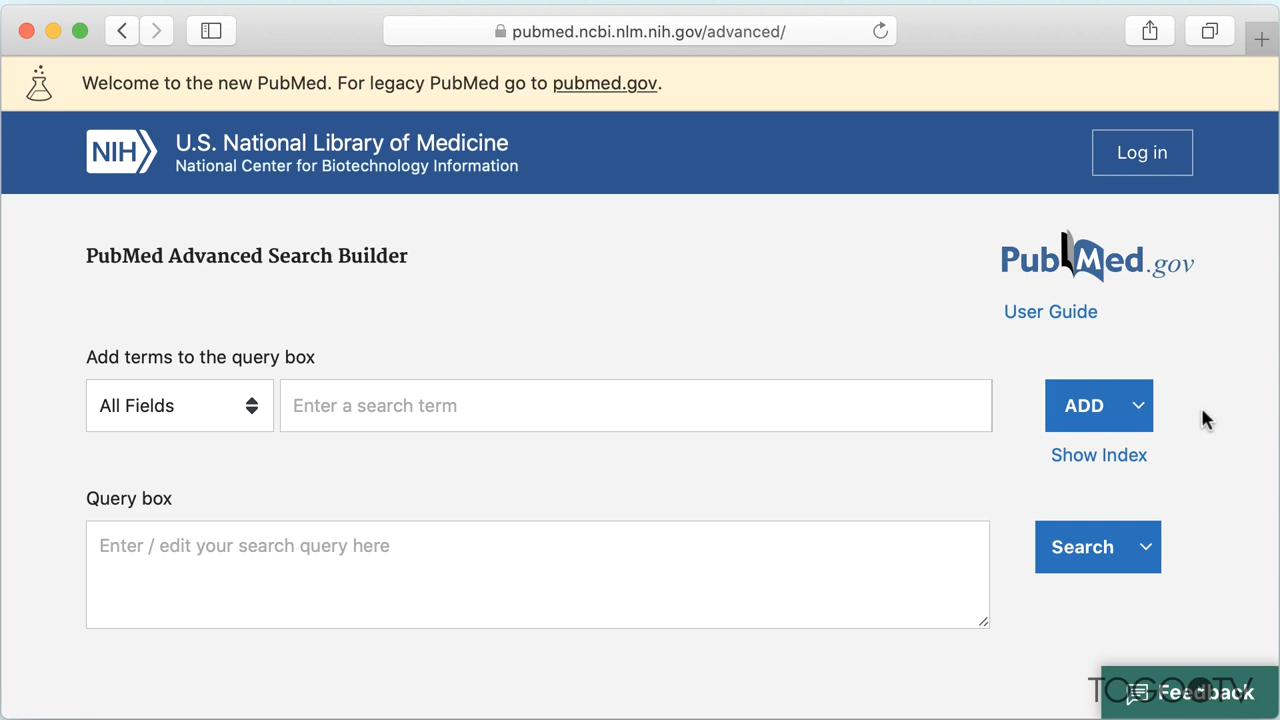 pubmed.ncbi.nlm.nih.gov/advanced/
Welcome to the new PubMed. For legacy PubMed go to pubmed.gov.
NIH
U.S. National Library of Medicine
National Center for Biotechnology Information
Log in
PubMed Advanced Search Builder
PubMed.gov
User Guide
Add terms to the query box
All Fields
Enter a search term
ADD
Show Index
Query box
Enter / edit your search query here
Search
Feedback
TOGOTV